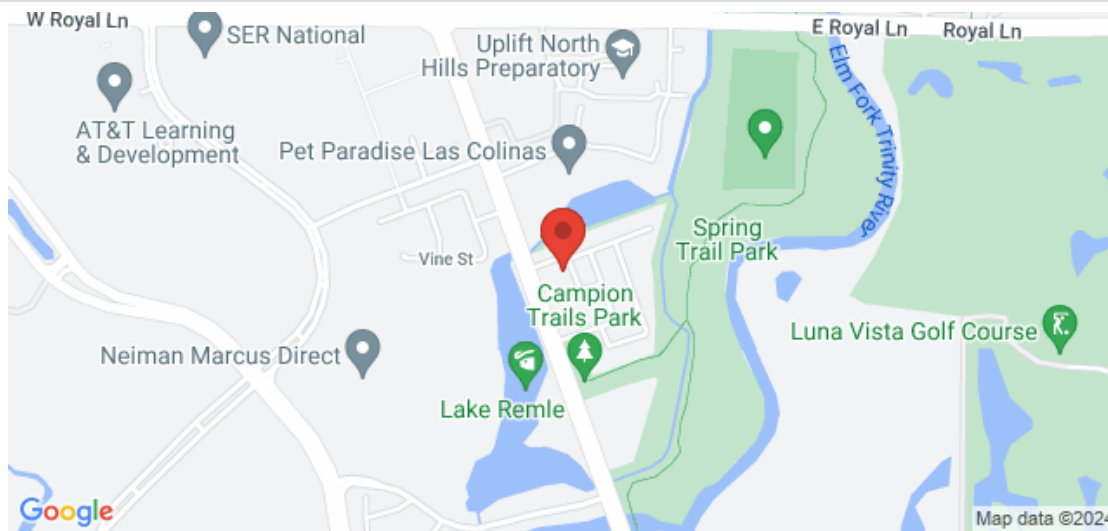 W Royal Ln
E Royal Ln
Royal Ln
SER National
Uplift North
Hills Preparatory
Elm Fork Trinity River
AT&T Learning
& Development
Pet Paradise Las Colinas
Spring
Trail Park
Vine St
Campion
Trails Park
Luna Vista Golf Course
Neiman Marcus Direct
Lake Remle
Google
Map data ©2024